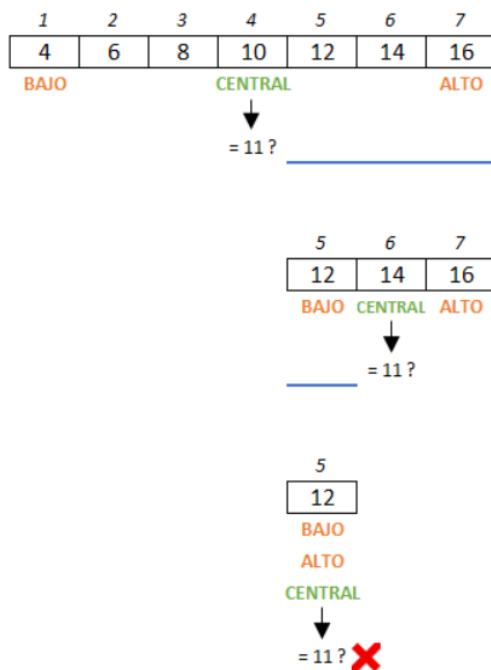 1 2 3 4 5 6 7
4 6 8 10 12 14 16
BAJO CENTRAL ALTO
= 11 ?
5 6 7
12 14 16
BAJO CENTRAL ALTO
= 11 ?
5
12
BAJO
ALTO
CENTRAL
= 11 ?